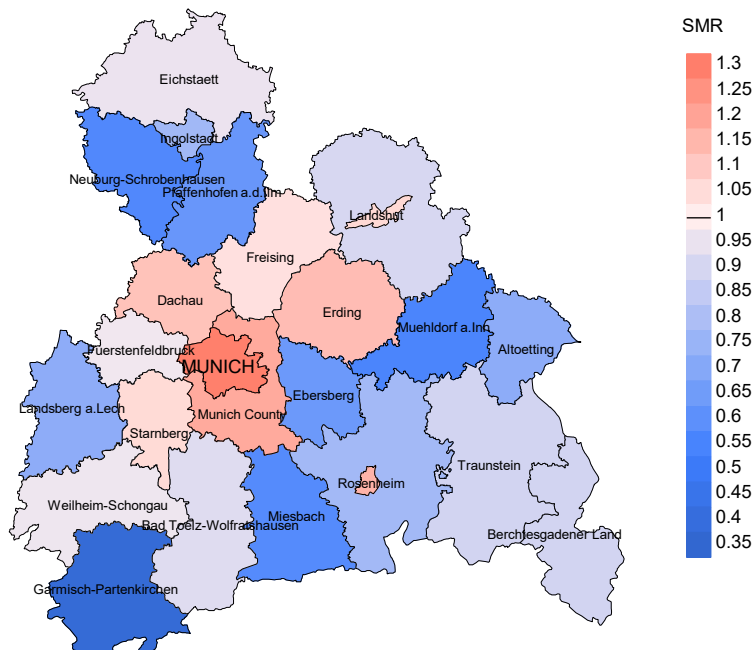 SMR
1.3
1.25
1.2
1.15
1.1
1.05
1
0.95
0.9
0.85
0.8
0.75
0.7
0.65
0.6
0.55
0.5
0.45
0.4
0.35
Eichstaett
Ingolstadt
Neuburg-Schrobenhausen
Pfaffenhofen a.d.Ilm
Landshut
Freising
Dachau
Erding
Muehldorf a.Inn
Altoetting
Fuerstenfeldbruck
MUNICH
Ebersberg
Landsberg a.Lech
Munich County
Starnberg
Traunstein
Rosenheim
Weilheim-Schongau
Miesbach
Bad Toelz-Wolfratshausen
Berchtesgadener Land
Garmisch-Partenkirchen